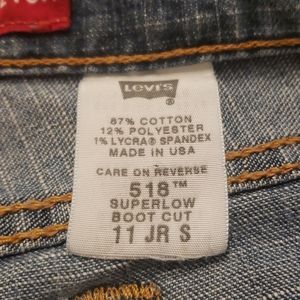 LEVI'S
®
87% COTTON
12% POLYESTER
1% LYCRA® SPANDEX
MADE IN USA
CARE ON REVERSE
518™
SUPERLOW
BOOT CUT
11 JR S